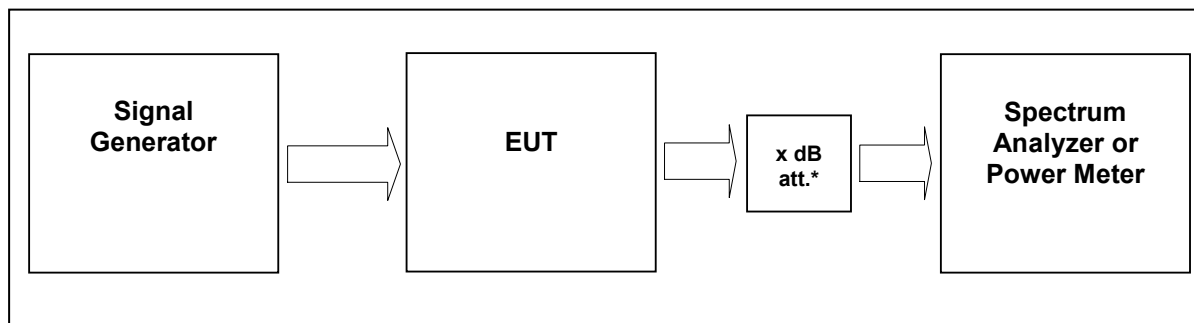 Signal
Generator
EUT
x dB
att.*
Spectrum
Analyzer or
Power Meter